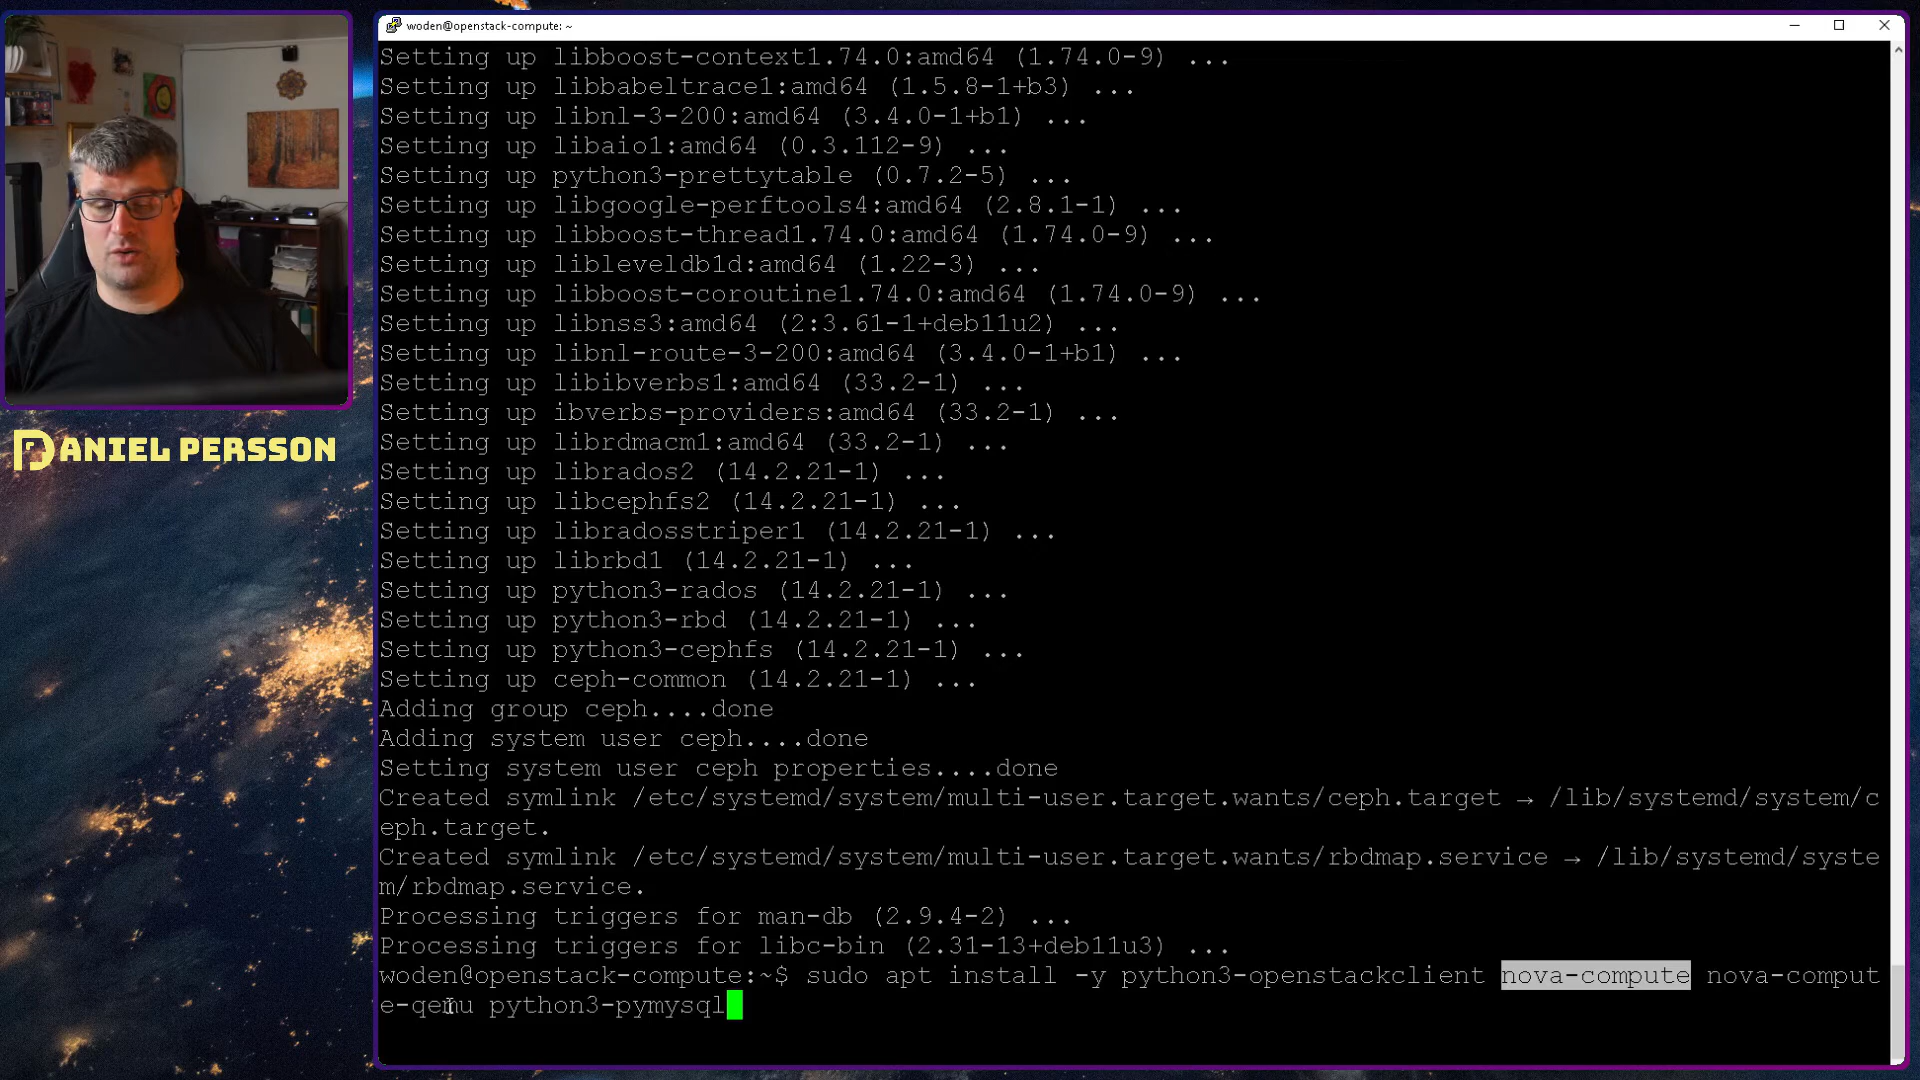 woden@openstack-compute: ~
Setting up libboost-context1.74.0:amd64 (1.74.0-9) ...
Setting up libbabeltrace1:amd64 (1.5.8-1+b3) ...
Setting up libnl-3-200:amd64 (3.4.0-1+b1) ...
Setting up libaio1:amd64 (0.3.112-9) ...
Setting up python3-prettytable (0.7.2-5) ...
Setting up libgoogle-perftools4:amd64 (2.8.1-1) ...
Setting up libboost-thread1.74.0:amd64 (1.74.0-9) ...
Setting up libleveldb1d:amd64 (1.22-3) ...
Setting up libboost-coroutine1.74.0:amd64 (1.74.0-9) ...
Setting up libnss3:amd64 (2:3.61-1+deb11u2) ...
Setting up libnl-route-3-200:amd64 (3.4.0-1+b1) ...
Setting up libibverbs1:amd64 (33.2-1) ...
Setting up ibverbs-providers:amd64 (33.2-1) ...
Setting up librdmacm1:amd64 (33.2-1) ...
Setting up librados2 (14.2.21-1) ...
Setting up libcephfs2 (14.2.21-1) ...
Setting up libradosstriper1 (14.2.21-1) ...
Setting up librbd1 (14.2.21-1) ...
Setting up python3-rados (14.2.21-1) ...
Setting up python3-rbd (14.2.21-1) ...
Setting up python3-cephfs (14.2.21-1) ...
Setting up ceph-common (14.2.21-1) ...
Adding group ceph....done
Adding system user ceph....done
Setting system user ceph properties....done
Created symlink /etc/systemd/system/multi-user.target.wants/ceph.target → /lib/systemd/system/c
eph.target.
Created symlink /etc/systemd/system/multi-user.target.wants/rbdmap.service → /lib/systemd/syste
m/rbdmap.service.
Processing triggers for man-db (2.9.4-2) ...
Processing triggers for libc-bin (2.31-13+deb11u3) ...
woden@openstack-compute:~$ sudo apt install -y python3-openstackclient nova-compute nova-comput
e-qemu python3-pymysql
DANIEL PERSSON